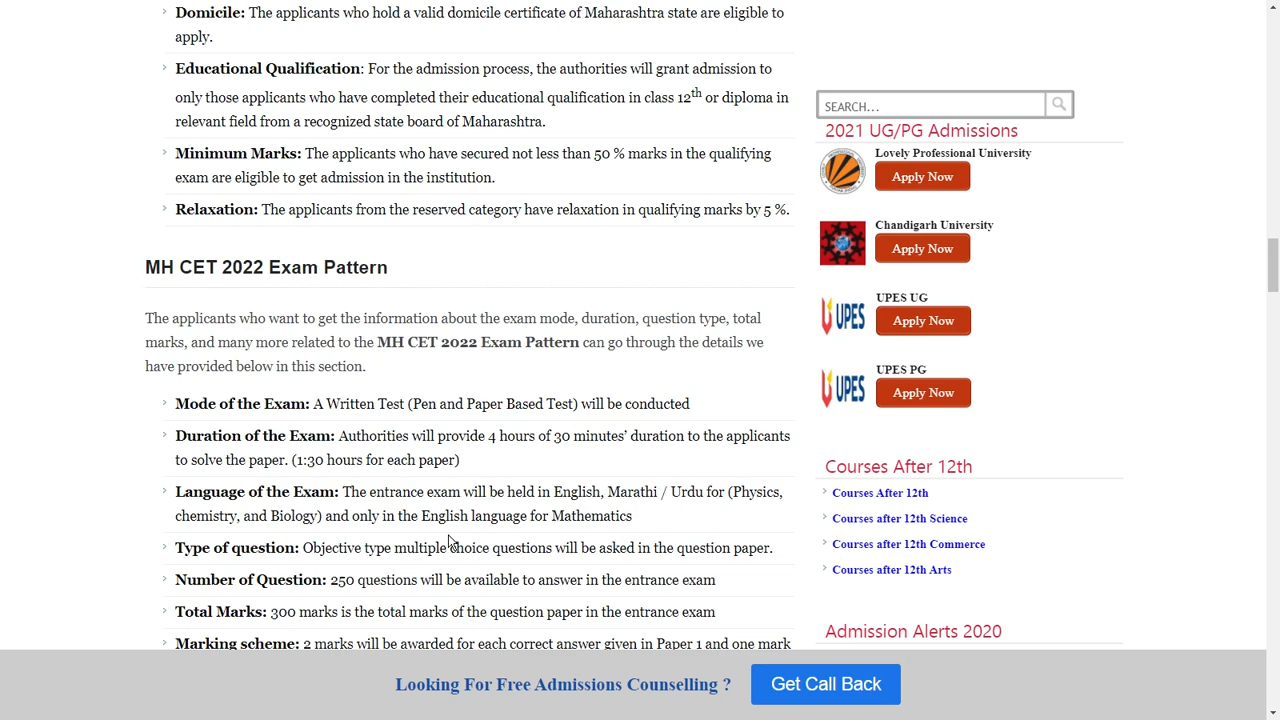 Domicile: The applicants who hold a valid domicile certificate of Maharashtra state are eligible to
apply.
Educational Qualification: For the admission process, the authorities will grant admission to
only those applicants who have completed their educational qualification in class 12th or diploma in
relevant field from a recognized state board of Maharashtra.
Minimum Marks: The applicants who have secured not less than 50 % marks in the qualifying
exam are eligible to get admission in the institution.
Relaxation: The applicants from the reserved category have relaxation in qualifying marks by 5 %.
MH CET 2022 Exam Pattern
The applicants who want to get the information about the exam mode, duration, question type, total
marks, and many more related to the MH CET 2022 Exam Pattern can go through the details we
have provided below in this section.
Mode of the Exam: A Written Test (Pen and Paper Based Test) will be conducted
Duration of the Exam: Authorities will provide 4 hours of 30 minutes' duration to the applicants
to solve the paper. (1:30 hours for each paper)
Language of the Exam: The entrance exam will be held in English, Marathi / Urdu for (Physics,
chemistry, and Biology) and only in the English language for Mathematics
Type of question: Objective type multiple choice questions will be asked in the question paper.
Number of Question: 250 questions will be available to answer in the entrance exam
Total Marks: 300 marks is the total marks of the question paper in the entrance exam
Marking scheme: 2 marks will be awarded for each correct answer given in Paper 1 and one mark
SEARCH...
2021 UG/PG Admissions
Lovely Professional University
Apply Now
Chandigarh University
Apply Now
UPES
UPES UG
Apply Now
UPES
UPES PG
Apply Now
Courses After 12th
Courses After 12th
Courses after 12th Science
Courses after 12th Commerce
Courses after 12th Arts
Admission Alerts 2020
Looking For Free Admissions Counselling ?
Get Call Back